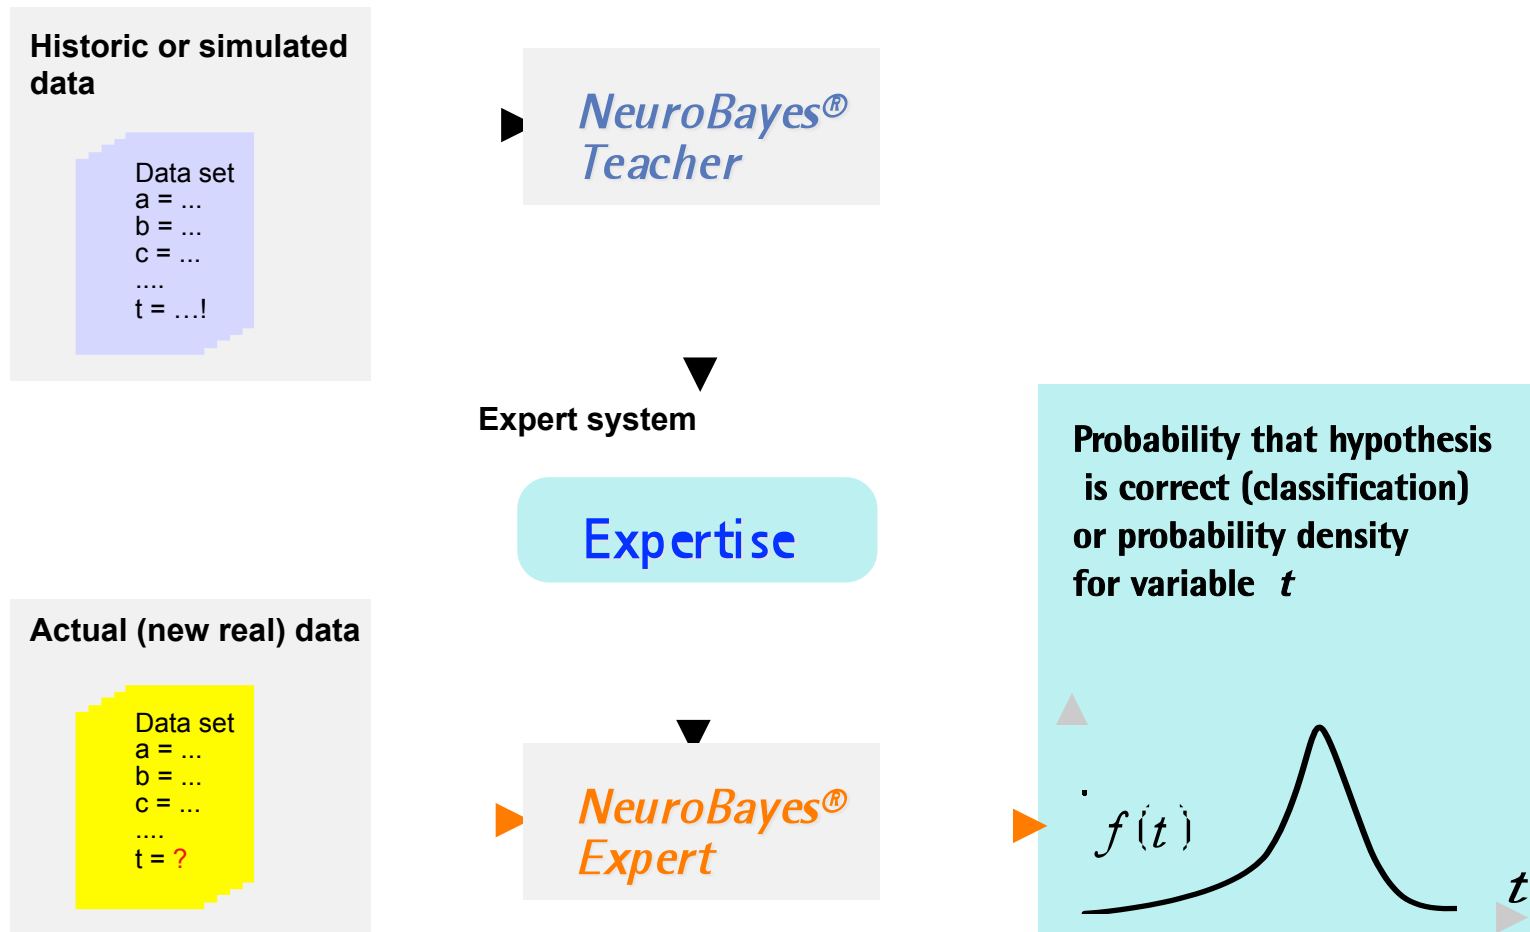 Historic or simulated
data
Data set
a = ...
b = ...
c = ...
....
t = …!
NeuroBayes®
Teacher
Expert system
Expertise
Probability that hypothesis
is correct (classification)
or probability density
for variable t
Actual (new real) data
Data set
a = ...
b = ...
c = ...
....
t = ?
NeuroBayes®
Expert
f (t)
t